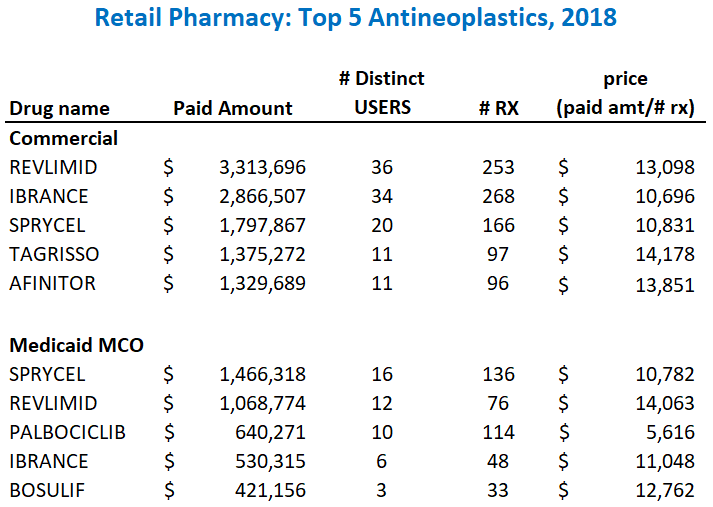 Retail Pharmacy: Top 5 Antineoplastics, 2018
# Distinct price
Drug name Paid Amount USERS # RX (paid amt/# rx)
Commercial
REVLIMID $ 3,313,696 36 253 $ 13,098
IBRANCE $ 2,866,507 34 268 $ 10,696
SPRYCEL $ 1,797,867 20 166 $ 10,831
TAGRISSO $ 1,375,272 11 97 $ 14,178
AFINITOR $ 1,329,689 11 96 $ 13,851
Medicaid MCO
SPRYCEL $ 1,466,318 16 136 $ 10,782
REVLIMID $ 1,068,774 12 76 $ 14,063
PALBOCICLIB $ 640,271 10 114 $ 5,616
IBRANCE $ 530,315 6 48 $ 11,048
BOSULIF $ 421,156 3 33 $ 12,762